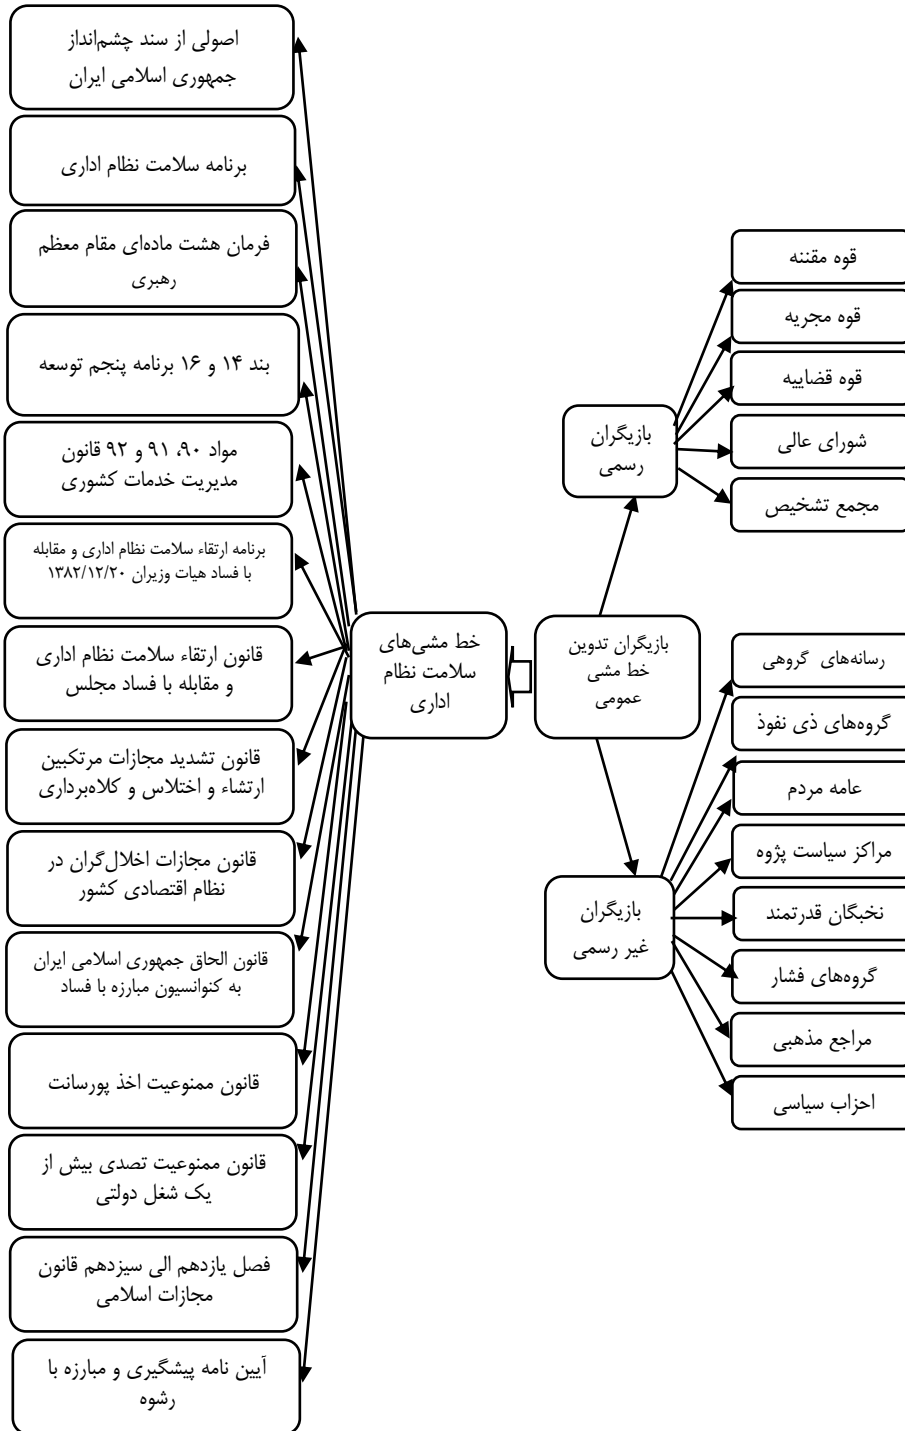 قوه مقننه
قوه مجریه
قوه قضاییه
شورای عالی
مجمع تشخیص
بازیگران
رسمی
بازیگران تدوین
خط مشی
عمومی
رسانه‌های گروهی
گروه‌های ذی نفوذ
عامه مردم
مراکز سیاست پژوه
نخبگان قدرتمند
گروه‌های فشار
مراجع مذهبی
احزاب سیاسی
بازیگران
غیر رسمی
خط مشی‌های
سلامت نظام
اداری
اصولی از سند چشم‌انداز
جمهوری اسلامی ایران
برنامه سلامت نظام اداری
فرمان هشت ماده‌ای مقام معظم
رهبری
بند ۱۴ و ۱۶ برنامه پنجم توسعه
مواد ۹۰، ۹۱ و ۹۲ قانون
مدیریت خدمات کشوری
برنامه ارتقاء سلامت نظام اداری و مقابله
با فساد هیات وزیران ۱۳۸۲/۱۲/۲۰
قانون ارتقاء سلامت نظام اداری
و مقابله با فساد مجلس
قانون تشدید مجازات مرتکبین
ارتشاء و اختلاس و کلاه‌برداری
قانون مجازات اخلال‌گران در
نظام اقتصادی کشور
قانون الحاق جمهوری اسلامی ایران
به کنوانسیون مبارزه با فساد
قانون ممنوعیت اخذ پورسانت
قانون ممنوعیت تصدی بیش از
یک شغل دولتی
فصل یازدهم الی سیزدهم قانون
مجازات اسلامی
آیین نامه پیشگیری و مبارزه با
رشوه